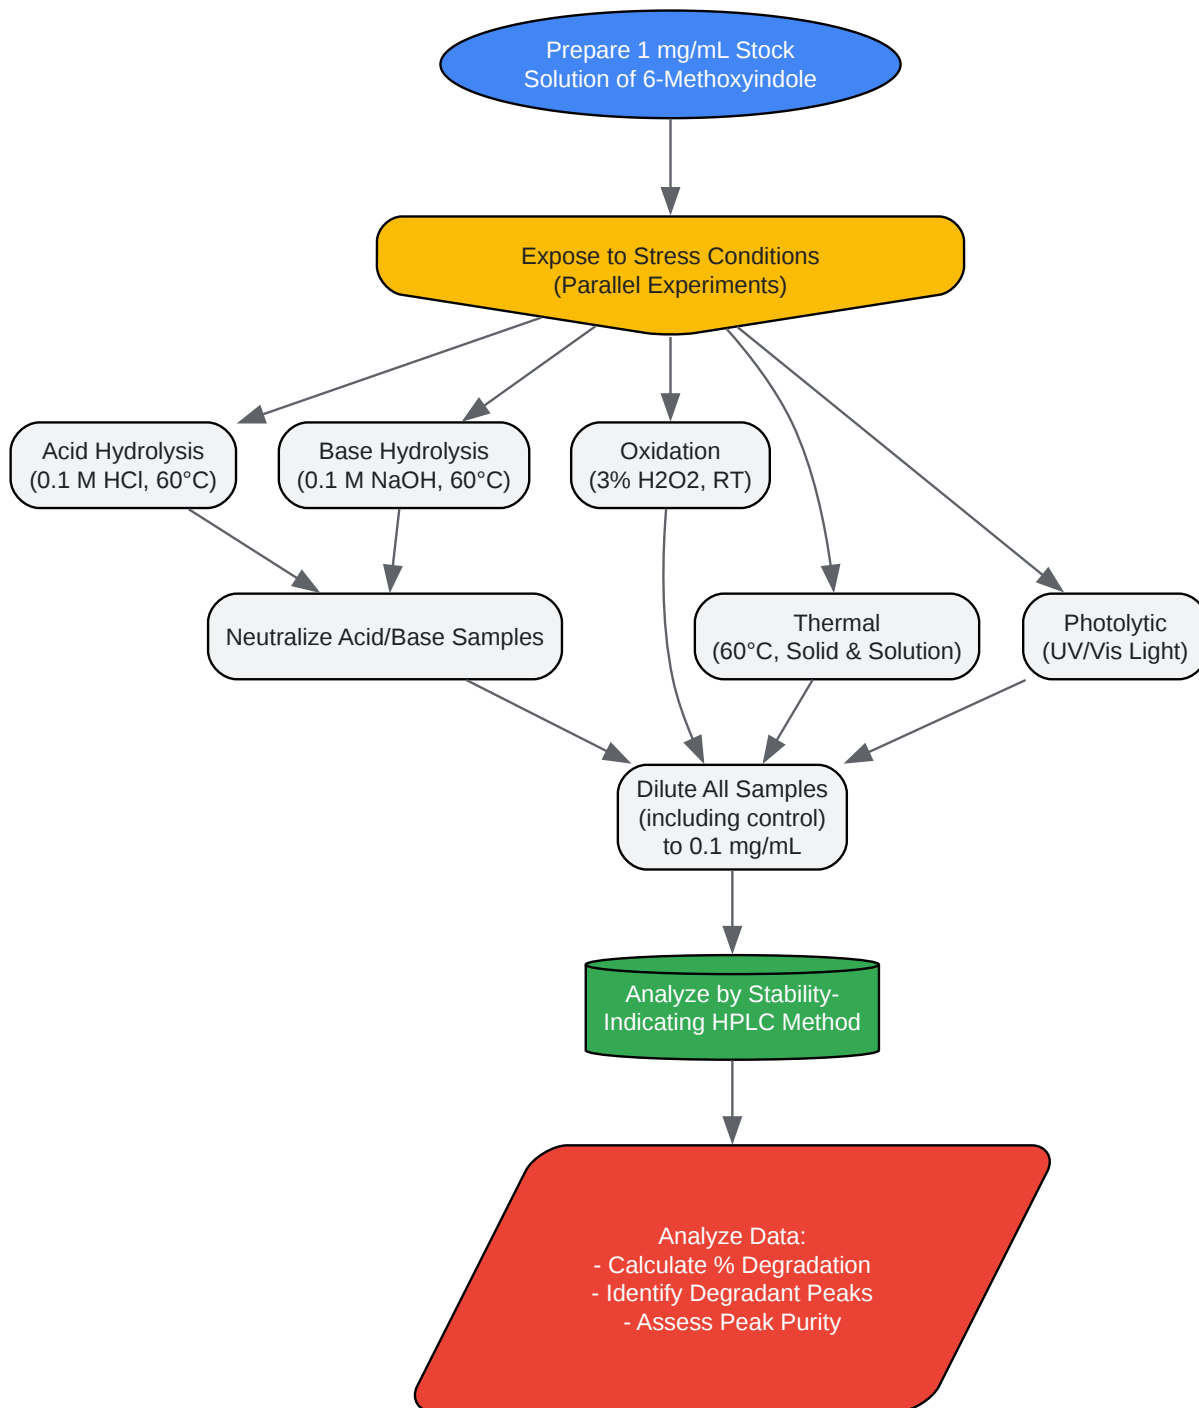 Prepare 1 mg/mL Stock
Solution of 6-Methoxyindole
Expose to Stress Conditions
(Parallel Experiments)
Acid Hydrolysis
(0.1 M HCl, 60°C)
Base Hydrolysis
(0.1 M NaOH, 60°C)
Oxidation
(3% H2O2, RT)
Neutralize Acid/Base Samples
Thermal
(60°C, Solid & Solution)
Photolytic
(UV/Vis Light)
Dilute All Samples
(including control)
to 0.1 mg/mL
Analyze by Stability-
Indicating HPLC Method
Analyze Data:
- Calculate % Degradation
- Identify Degradant Peaks
- Assess Peak Purity